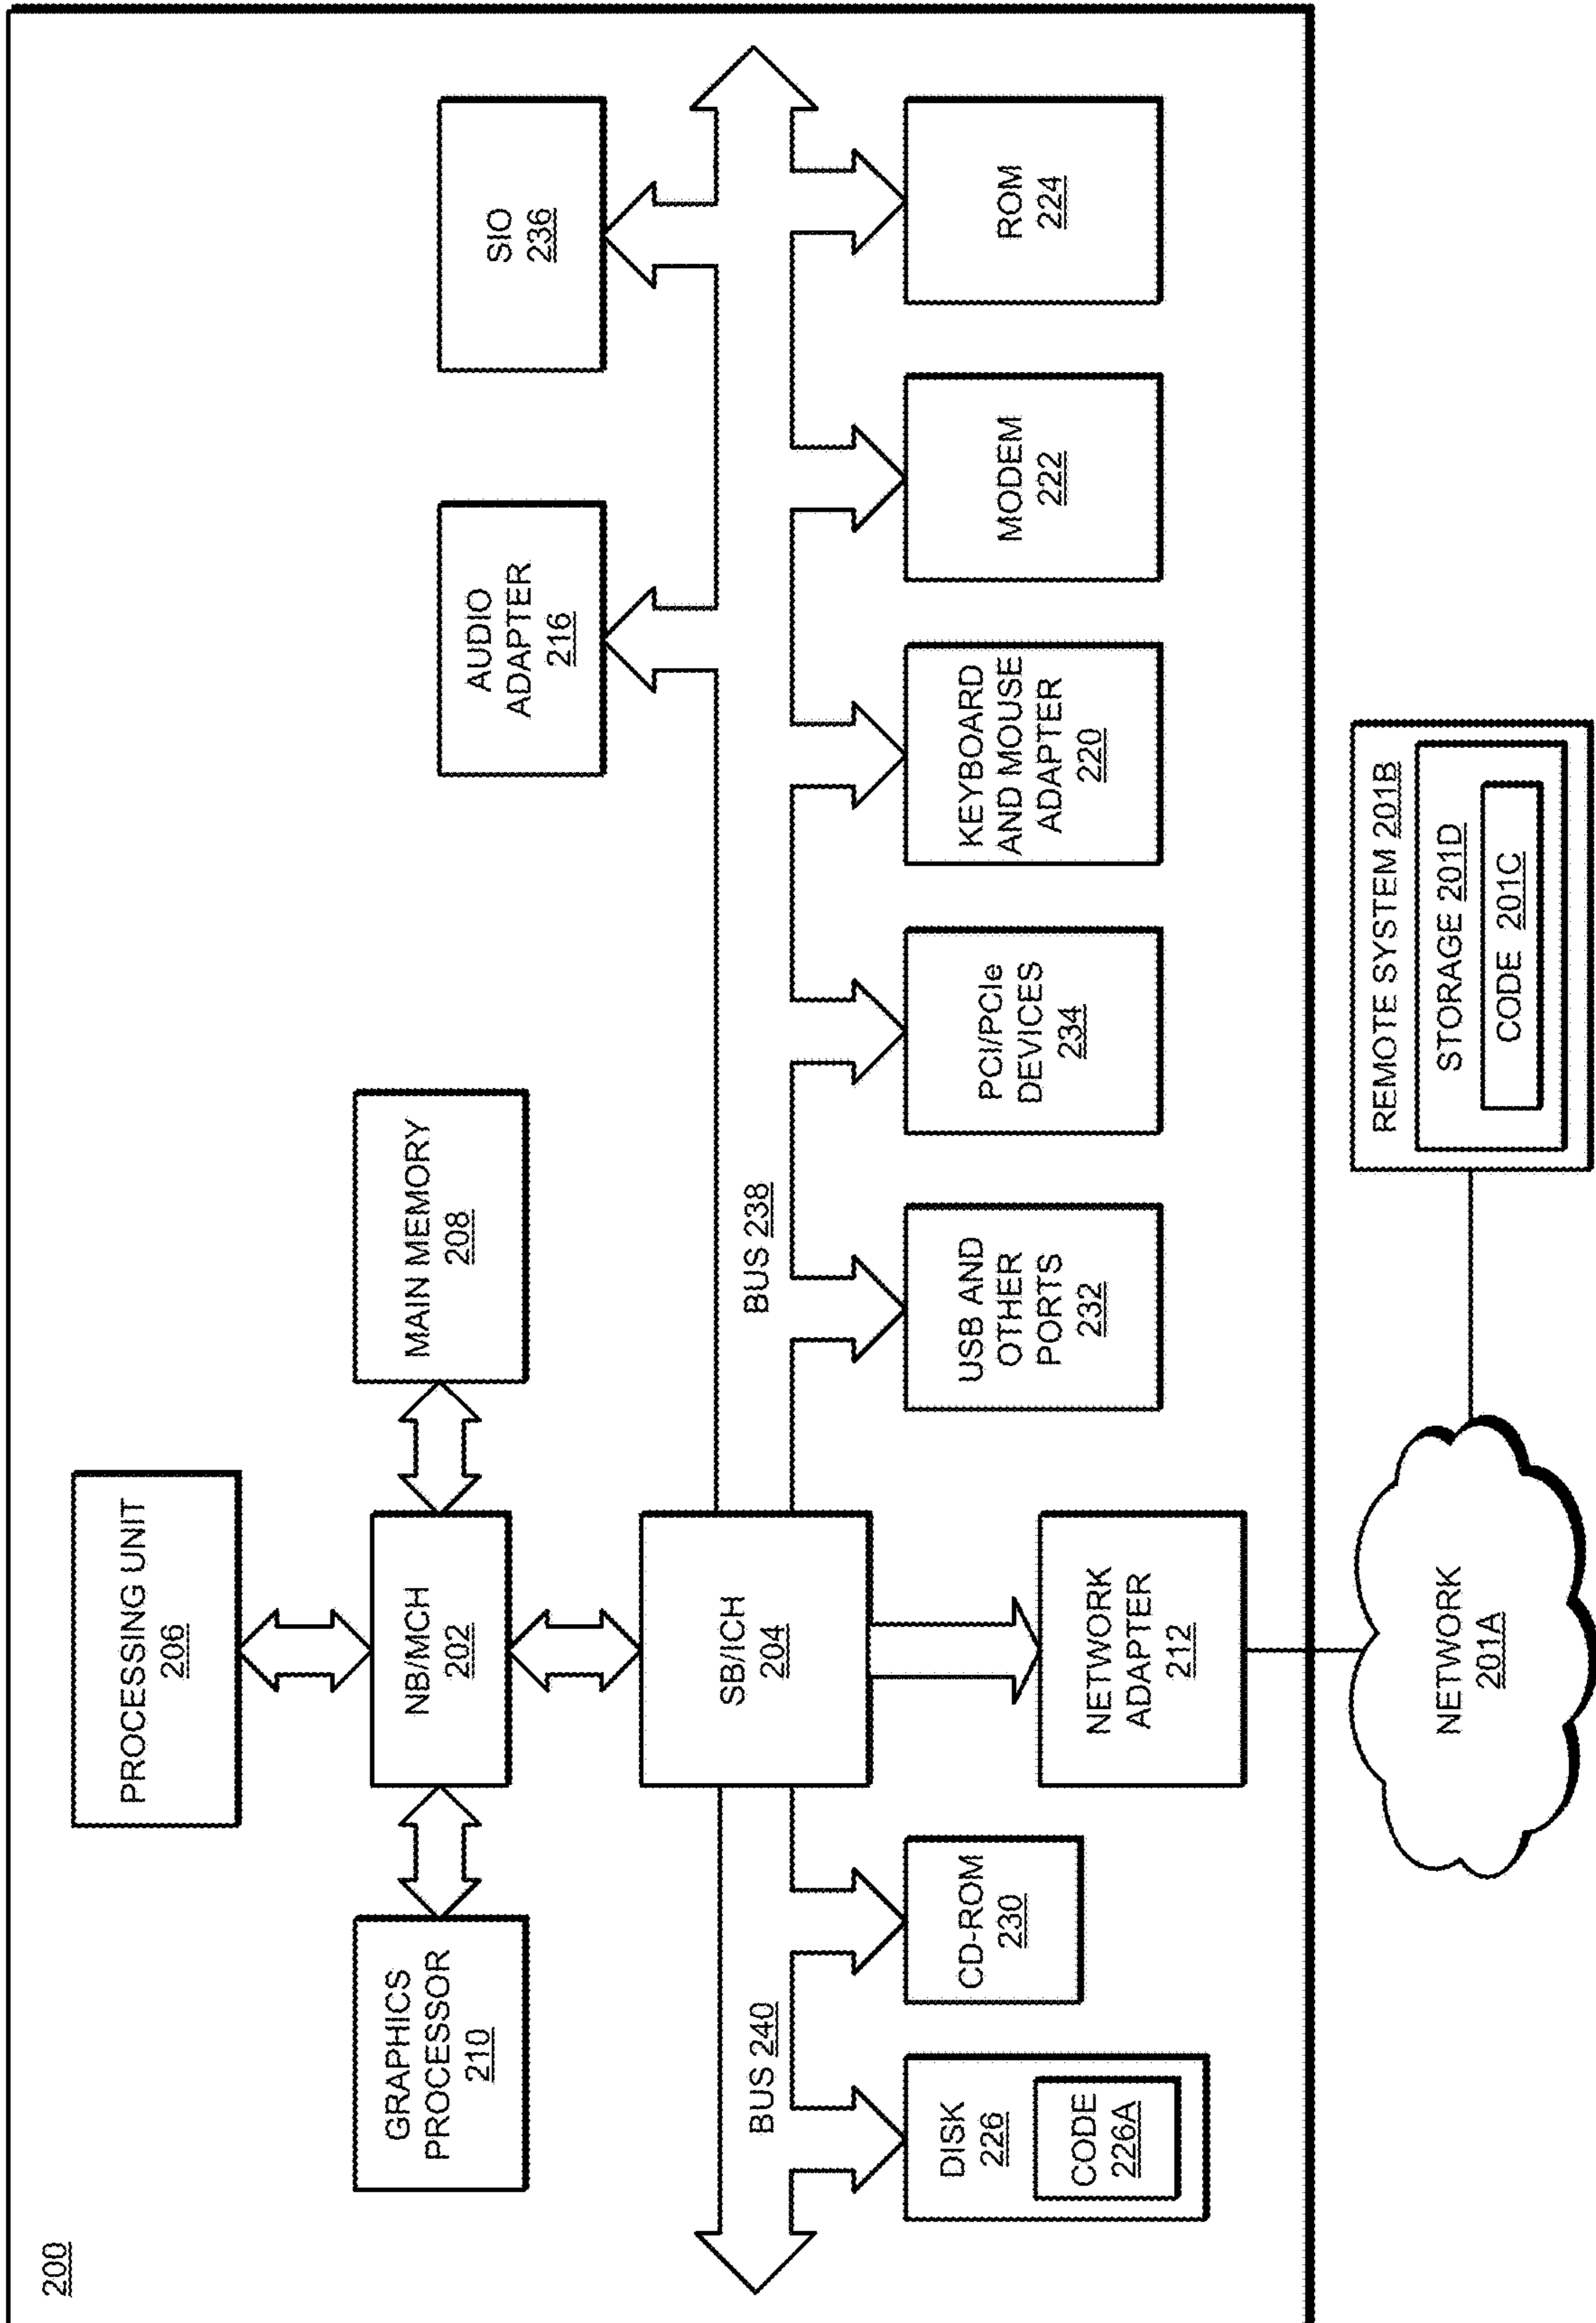 200
PROCESSING UNIT
206
GRAPHICS
PROCESSOR
210
NB/MCH
202
MAIN MEMORY
208
AUDIO
ADAPTER
216
SIO
236
SB/ICH
204
BUS 240
BUS 238
DISK
226
CODE
226A
CD-ROM
230
NETWORK
ADAPTER
212
USB AND
OTHER
PORTS
232
PCI/PCIe
DEVICES
234
KEYBOARD
AND MOUSE
ADAPTER
220
MODEM
222
ROM
224
NETWORK
201A
REMOTE SYSTEM 201B
STORAGE 201D
CODE 201C